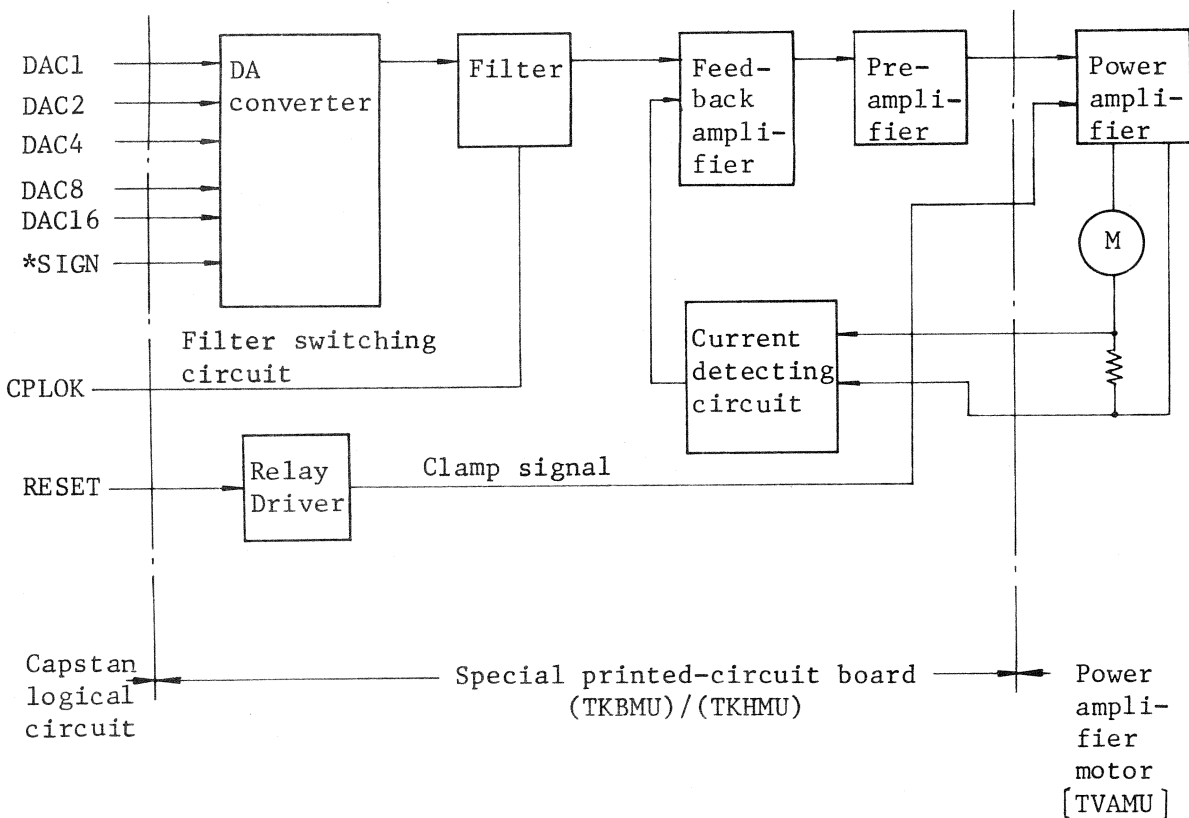 DAC1
DAC2
DAC4
DAC8
DAC16
*SIGN
DA
converter
Filter
Feed-
back
ampli-
fier
Pre-
ampli-
fier
Power
ampli-
fier
M
Filter switching
circuit
CPLOK
Current
detecting
circuit
RESET
Relay
Driver
Clamp signal
Capstan
logical
circuit
Special printed-circuit board
(TKBMU)/(TKHMU)
Power
ampli-
fier
motor
[TVAMU]